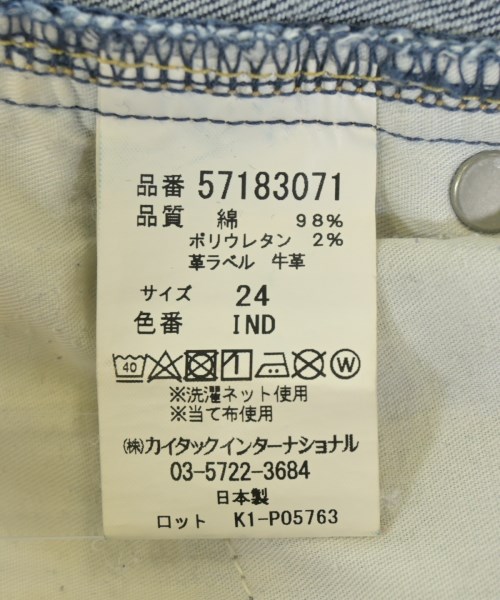 品番 57183071
品質 綿 98%
ポリウレタン 2%
革ラベル 牛革
サイズ 24
色番 IND
40 W
※洗濯ネット使用
※当て布使用
㈱カイタックインターナショナル
03-5722-3684
日本製
ロット K1-P05763